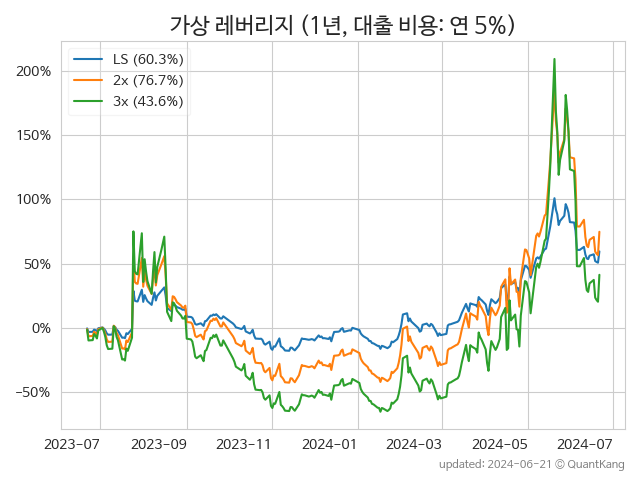 가상 레버리지 (1년, 대출 비용: 연 5%)
LS (60.3%)
2x (76.7%)
3x (43.6%)
200%
150%
100%
50%
0%
−50%
2023-07 2023-09 2023-11 2024-01 2024-03 2024-05 2024-07
updated: 2024-06-21 © QuantKang